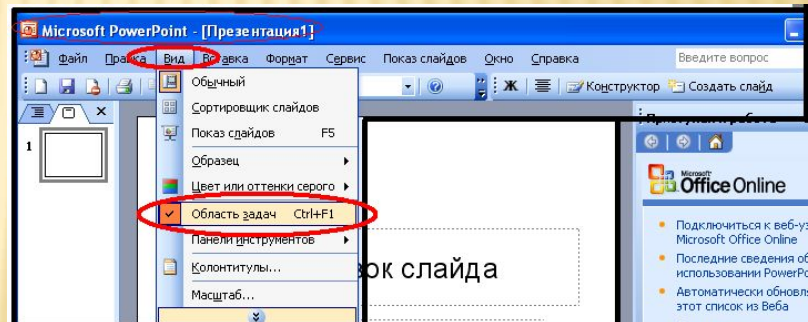 Microsoft PowerPoint - [Презентация1]
Файл Правка Вид Вставка Формат Сервис Показ слайдов Окно Справка Введите вопрос
Ж Конструктор Создать слайд
Обычный
Сортировщик слайдов
Показ слайдов F5
Образец
Цвет или оттенки серого
Область задач Ctrl+F1
Панели инструментов
Колонтитулы...
Масштаб...
1
ок слайда
Microsoft
Office Online
Подключиться к веб-уз
Microsoft Office Online
Последние сведения об
использовании PowerPo
Автоматически обновля
этот список из Веба